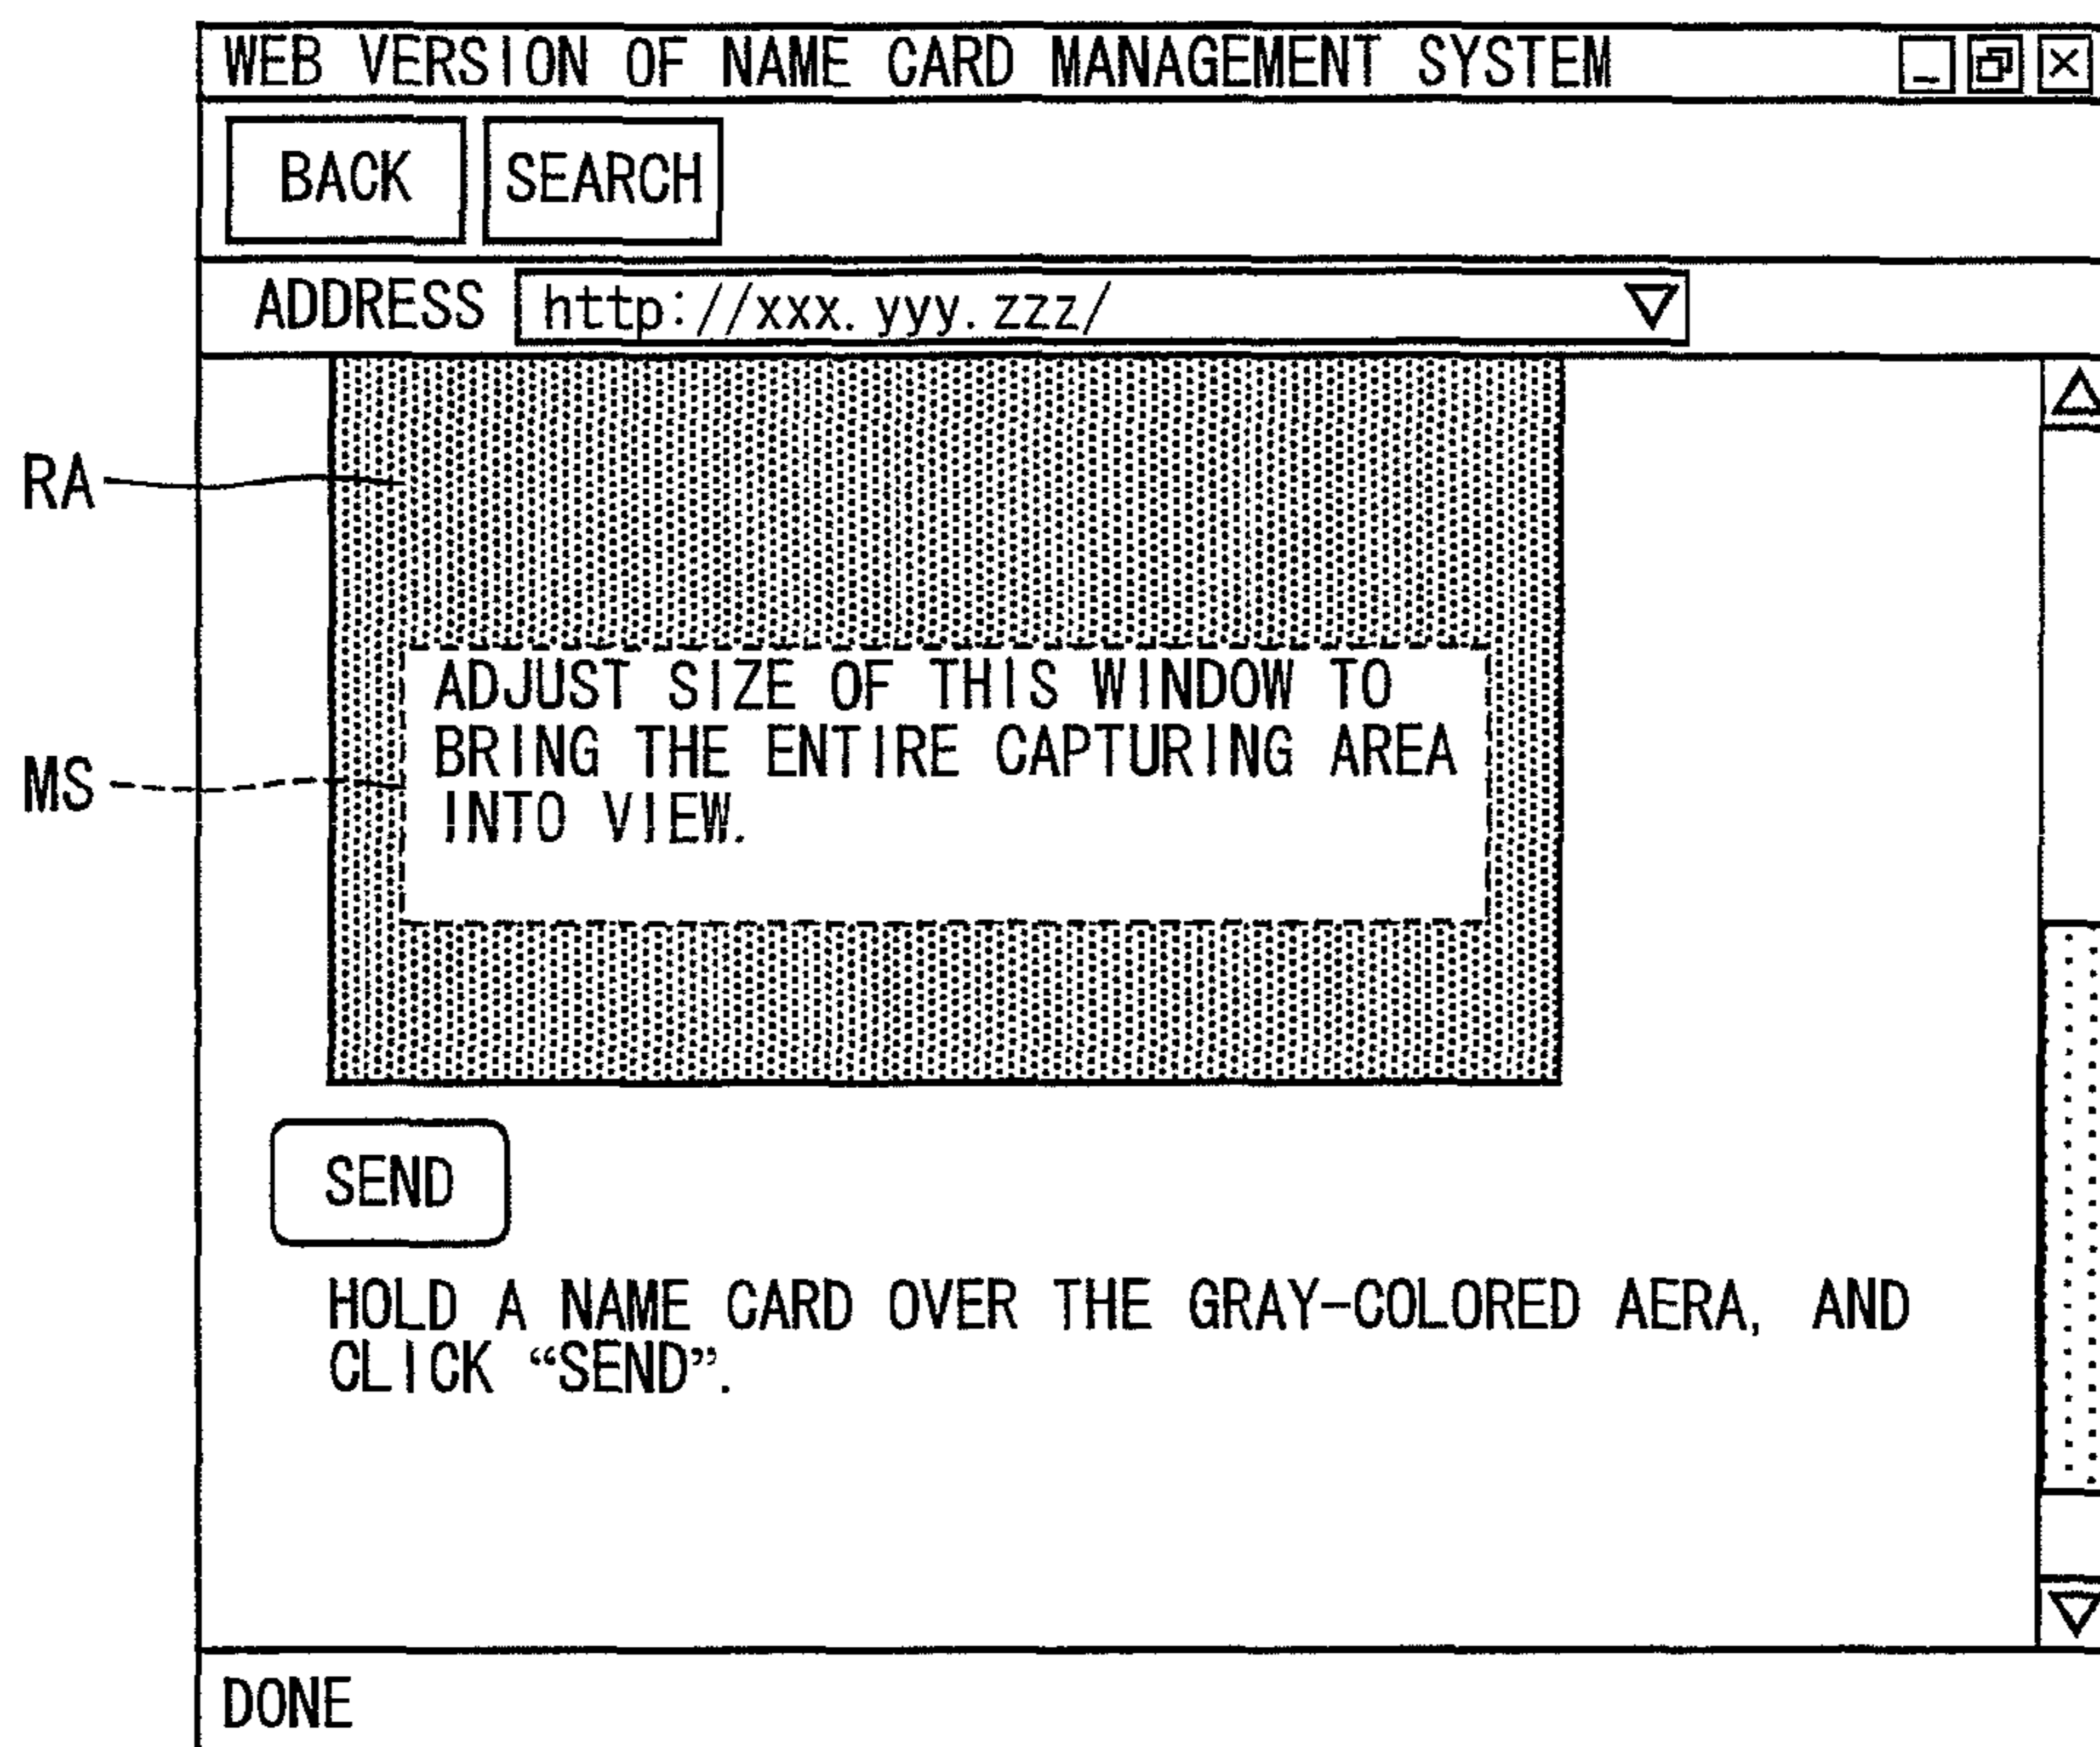 WEB VERSION OF NAME CARD MANAGEMENT SYSTEM
BACK SEARCH
ADDRESS http://xxx.yyy.zzz/
RA
ADJUST SIZE OF THIS WINDOW TO
BRING THE ENTIRE CAPTURING AREA
INTO VIEW.
MS
SEND
HOLD A NAME CARD OVER THE GRAY-COLORED AERA, AND
CLICK “SEND”.
DONE